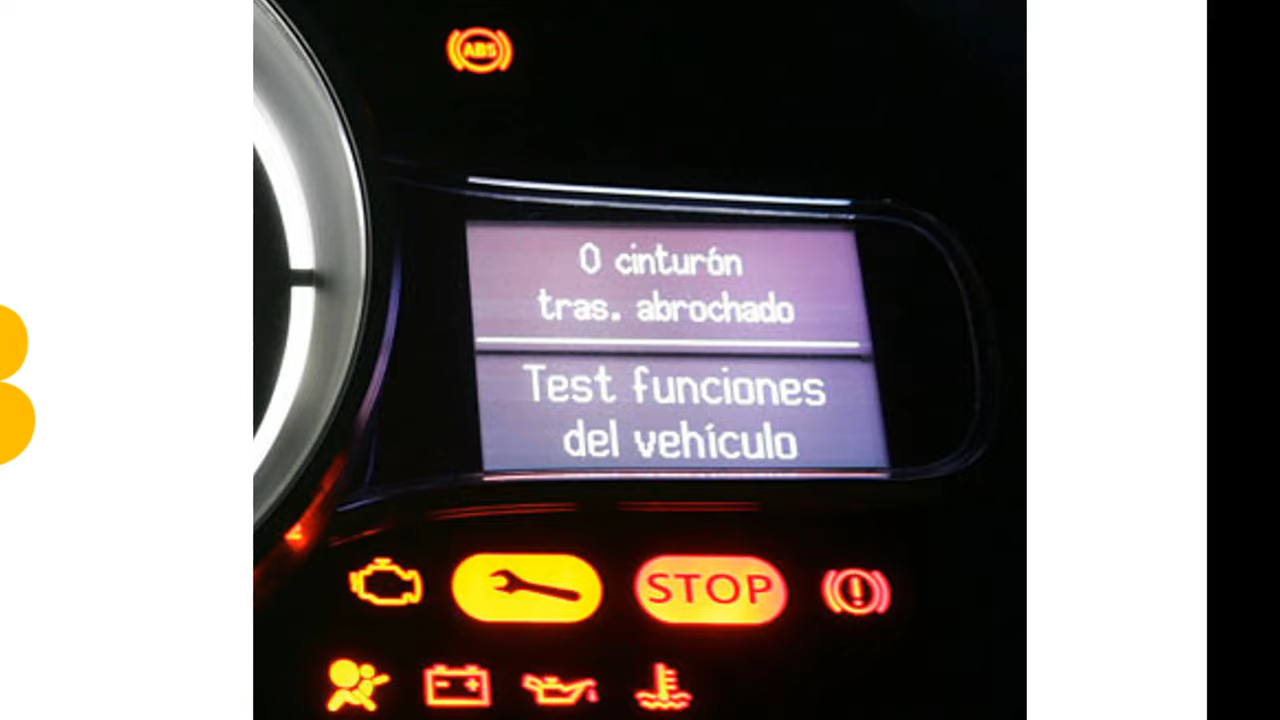 ABS
0 cinturón
tras. abrochado
Test funciones
del vehículo
STOP